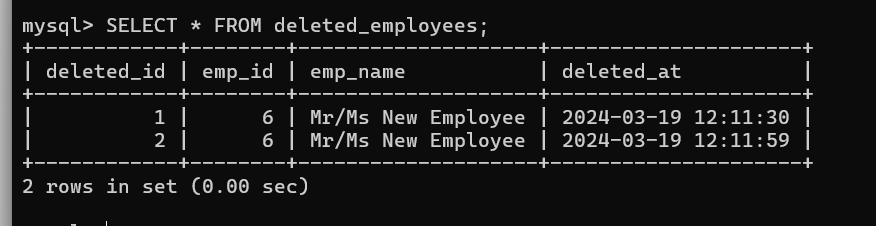 mysql> SELECT * FROM deleted_employees;
+------------+--------+---------------------+---------------------+
| deleted_id | emp_id | emp_name            | deleted_at          |
+------------+--------+---------------------+---------------------+
|          1 |      6 | Mr/Ms New Employee | 2024-03-19 12:11:30 |
|          2 |      6 | Mr/Ms New Employee | 2024-03-19 12:11:59 |
+------------+--------+---------------------+---------------------+
2 rows in set (0.00 sec)